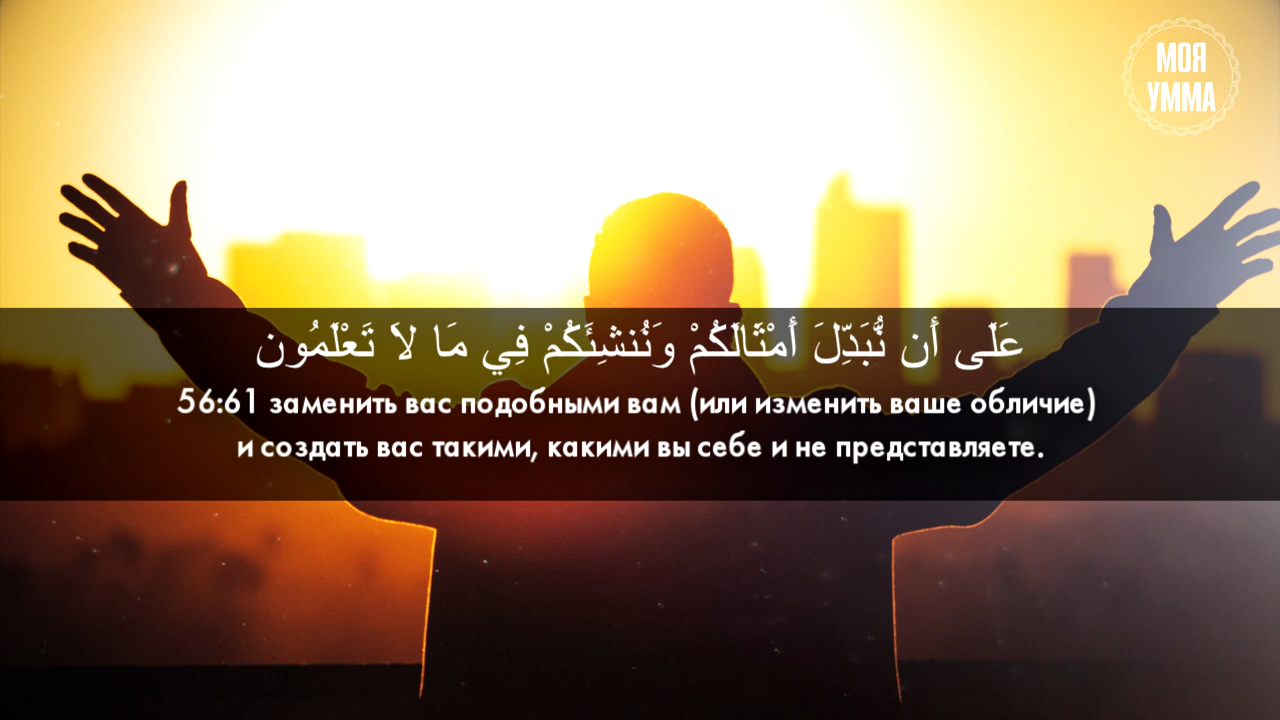 МОЯ
УММА
عَلَى أَن نُّبَدِّلَ أَمْثَالَكُمْ وَنُنشِئَكُمْ فِي مَا لاَ تَعْلَمُون
56:61 заменить вас подобными вам (или изменить ваше обличие)
и создать вас такими, какими вы себе и не представляете.